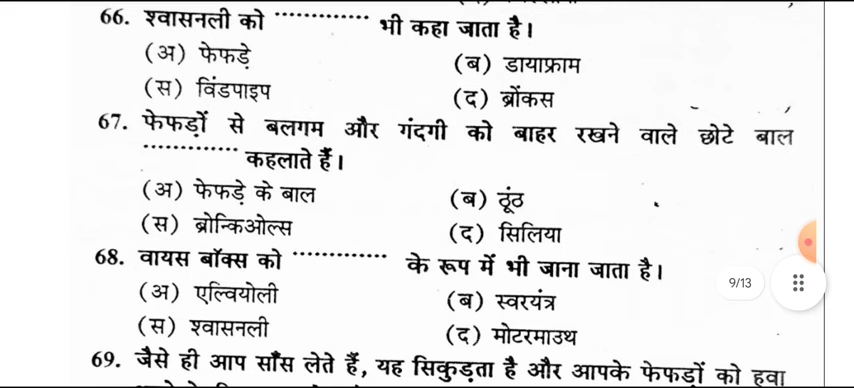 66. श्वासनली को ············ भी कहा जाता है।
(अ) फेफड़े (ब) डायाफ्राम
(स) विंडपाइप (द) ब्रोंकस
67. फेफड़ों से बलगम और गंदगी को बाहर रखने वाले छोटे बाल
············ कहलाते हैं।
(अ) फेफड़े के बाल (ब) ठूंठ
(स) ब्रोन्किओल्स (द) सिलिया
68. वायस बॉक्स को ············ के रूप में भी जाना जाता है।
(अ) एल्वियोली (ब) स्वरयंत्र
9/13
(स) श्वासनली (द) मोटरमाउथ
69. जैसे ही आप साँस लेते हैं, यह सिकुड़ता है और आपके फेफड़ों को हवा